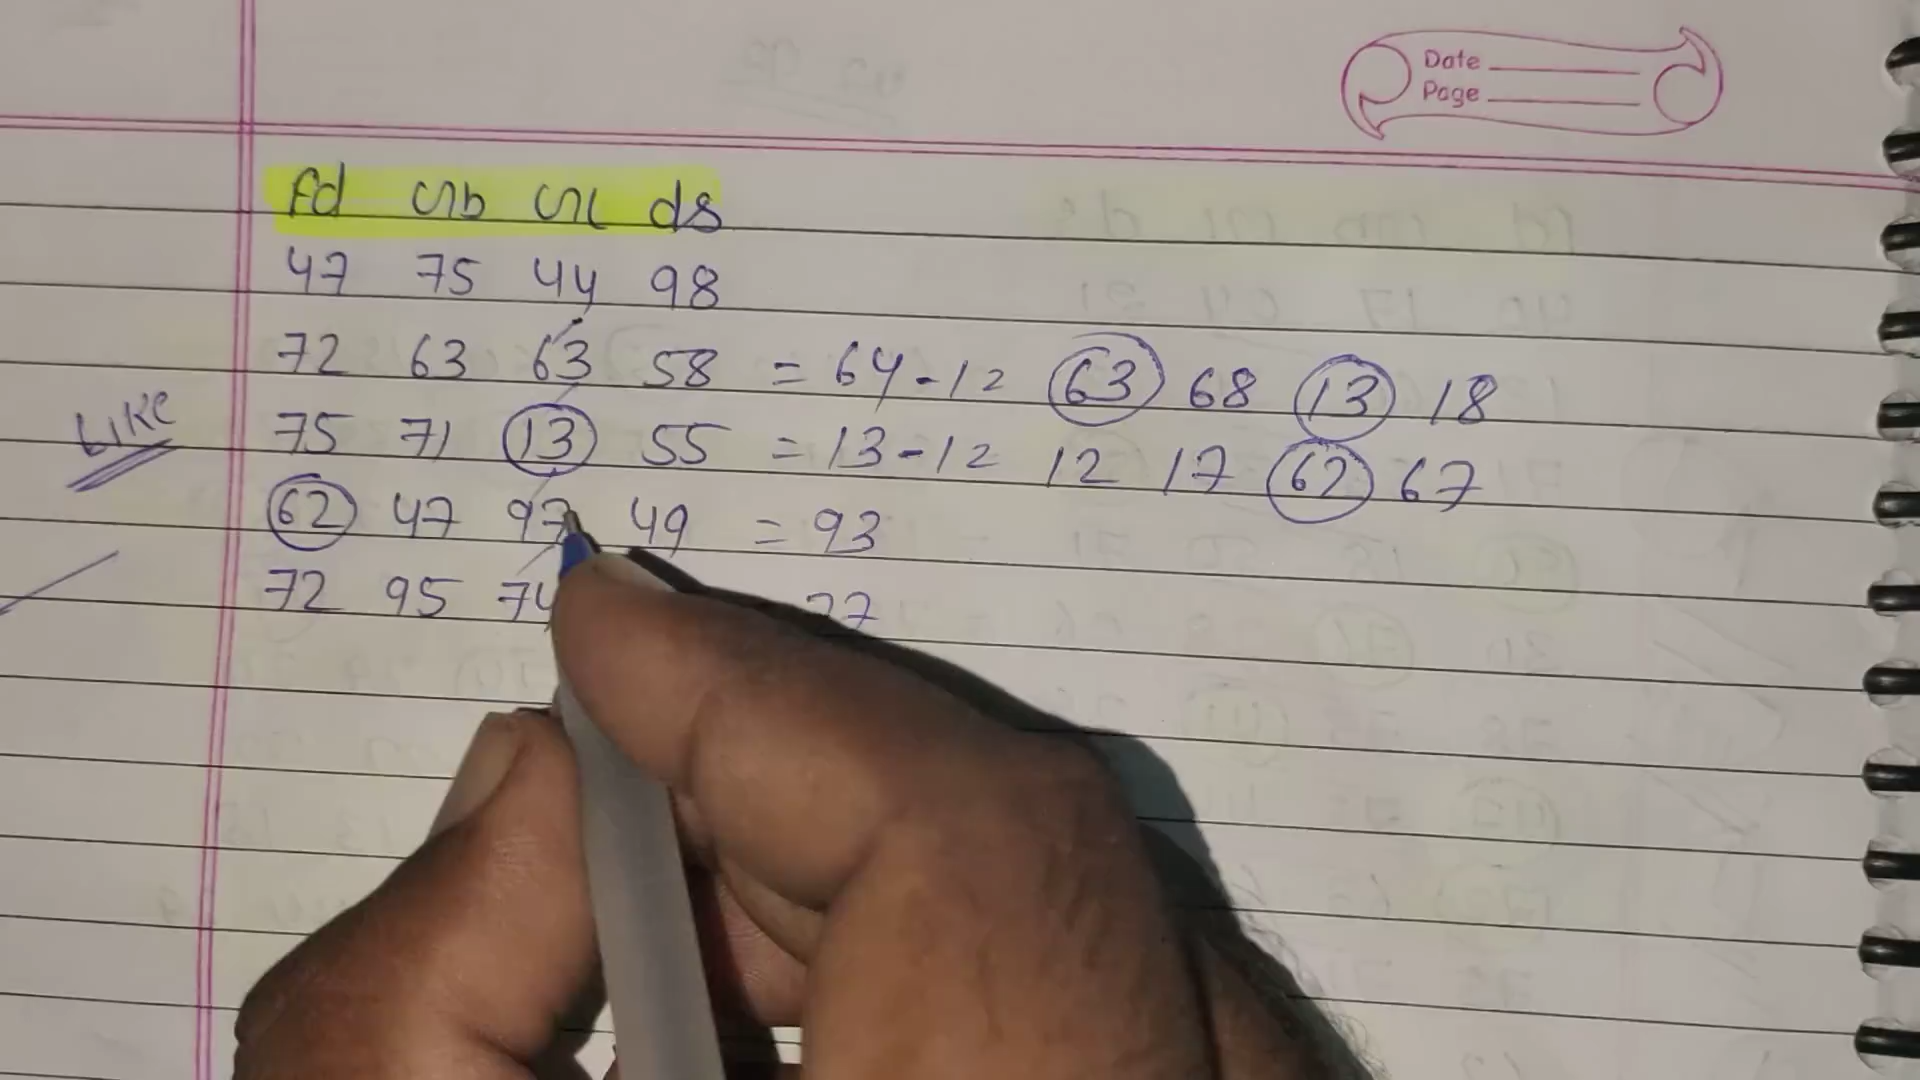 Date
Page
fd gb gl ds
47 75 44 98
72 63 63 58 = 64-12 63 68 13 18
LIKE
75 71 13 55 = 13-12 12 17 62 67
62 47 97 49 = 93
72 95 74 77